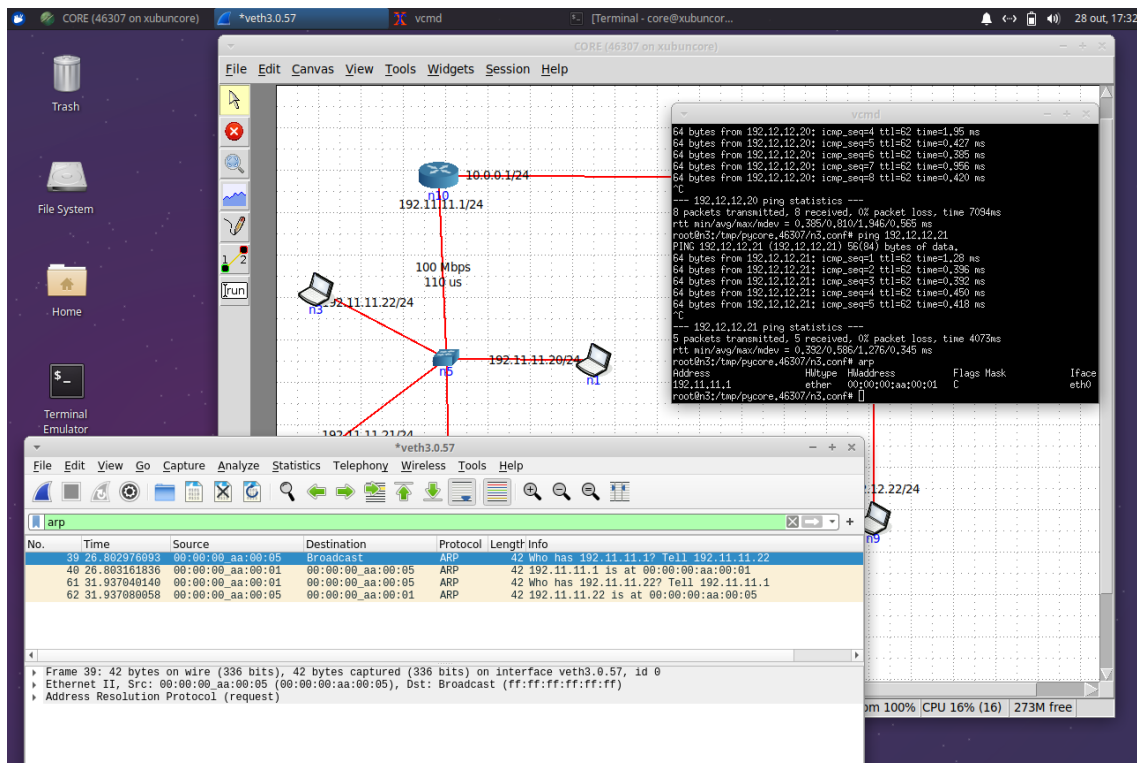 CORE (46307 on xubuncore)
*veth3.0.57
vcmd
[Terminal - core@xubuncor...
28 out, 17:32
Trash
File System
Home
Terminal
Emulator
CORE (46307 on xubuncore)
File Edit Canvas View Tools Widgets Session Help
run
10.0.0.1/24
n10
192.11.11.1/24
100 Mbps
110 us
192.11.11.22/24
n3
192.11.11.20/24
n5
n1
192.11.11.21/24
.12.22/24
n9
om 100% CPU 16% (16) 273M free
vcmd
64 bytes from 192.12.12.20: icmp_seq=4 ttl=62 time=1.95 ms
64 bytes from 192.12.12.20: icmp_seq=5 ttl=62 time=0.427 ms
64 bytes from 192.12.12.20: icmp_seq=6 ttl=62 time=0.385 ms
64 bytes from 192.12.12.20: icmp_seq=7 ttl=62 time=0.956 ms
64 bytes from 192.12.12.20: icmp_seq=8 ttl=62 time=0.420 ms
^C
--- 192.12.12.20 ping statistics ---
8 packets transmitted, 8 received, 0% packet loss, time 7094ms
rtt min/avg/max/mdev = 0.385/0.810/1.946/0.565 ms
root@n3:/tmp/pycore.46307/n3.conf# ping 192.12.12.21
PING 192.12.12.21 (192.12.12.21) 56(84) bytes of data.
64 bytes from 192.12.12.21: icmp_seq=1 ttl=62 time=1.28 ms
64 bytes from 192.12.12.21: icmp_seq=2 ttl=62 time=0.396 ms
64 bytes from 192.12.12.21: icmp_seq=3 ttl=62 time=0.392 ms
64 bytes from 192.12.12.21: icmp_seq=4 ttl=62 time=0.450 ms
64 bytes from 192.12.12.21: icmp_seq=5 ttl=62 time=0.418 ms
^C
--- 192.12.12.21 ping statistics ---
5 packets transmitted, 5 received, 0% packet loss, time 4073ms
rtt min/avg/max/mdev = 0.392/0.586/1.276/0.345 ms
root@n3:/tmp/pycore.46307/n3.conf# arp
Address HWtype HWaddress Flags Mask Iface
192.11.11.1 ether 00:00:00:aa:00:01 C eth0
root@n3:/tmp/pycore.46307/n3.conf#
*veth3.0.57
File Edit View Go Capture Analyze Statistics Telephony Wireless Tools Help
arp
No. Time Source Destination Protocol Length Info
39 26.802976093 00:00:00_aa:00:05 Broadcast ARP 42 Who has 192.11.11.1? Tell 192.11.11.22
40 26.803161836 00:00:00_aa:00:01 00:00:00_aa:00:05 ARP 42 192.11.11.1 is at 00:00:00:aa:00:01
61 31.937040140 00:00:00_aa:00:01 00:00:00_aa:00:05 ARP 42 Who has 192.11.11.22? Tell 192.11.11.1
62 31.937080058 00:00:00_aa:00:05 00:00:00_aa:00:01 ARP 42 192.11.11.22 is at 00:00:00:aa:00:05
Frame 39: 42 bytes on wire (336 bits), 42 bytes captured (336 bits) on interface veth3.0.57, id 0
Ethernet II, Src: 00:00:00_aa:00:05 (00:00:00:aa:00:05), Dst: Broadcast (ff:ff:ff:ff:ff:ff)
Address Resolution Protocol (request)